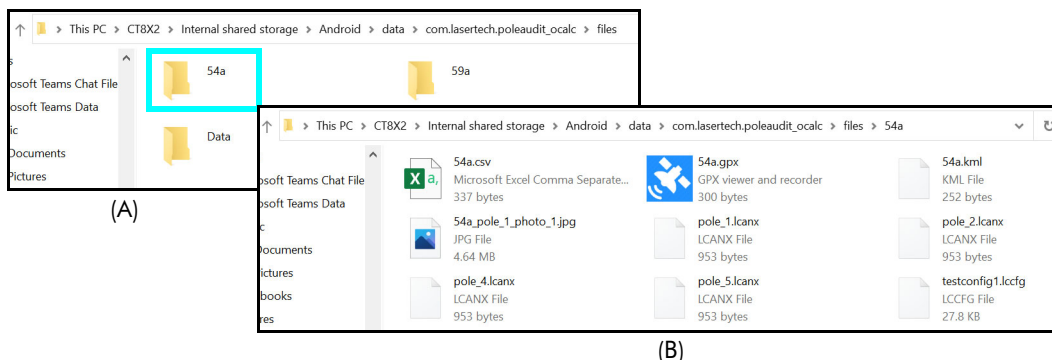 This PC > CT8X2 > Internal shared storage > Android > data > com.lasertech.poleaudit_ocalc > files
s
osoft Teams Chat File
osoft Teams Data
ic
Documents
Pictures
54a
59a
Data
(A)
This PC > CT8X2 > Internal shared storage > Android > data > com.lasertech.poleaudit_ocalc > files > 54a
osoft Teams Chat File
osoft Teams Data
c
Documents
ictures
books
res
54a.csv
Microsoft Excel Comma Separate...
337 bytes
54a.gpx
GPX viewer and recorder
300 bytes
54a.kml
KML File
252 bytes
54a_pole_1_photo_1.jpg
JPG File
4.64 MB
pole_1.lcanx
LCANX File
953 bytes
pole_2.lcanx
LCANX File
953 bytes
pole_4.lcanx
LCANX File
953 bytes
pole_5.lcanx
LCANX File
953 bytes
testconfig1.lccfg
LCCFG File
27.8 KB
(B)